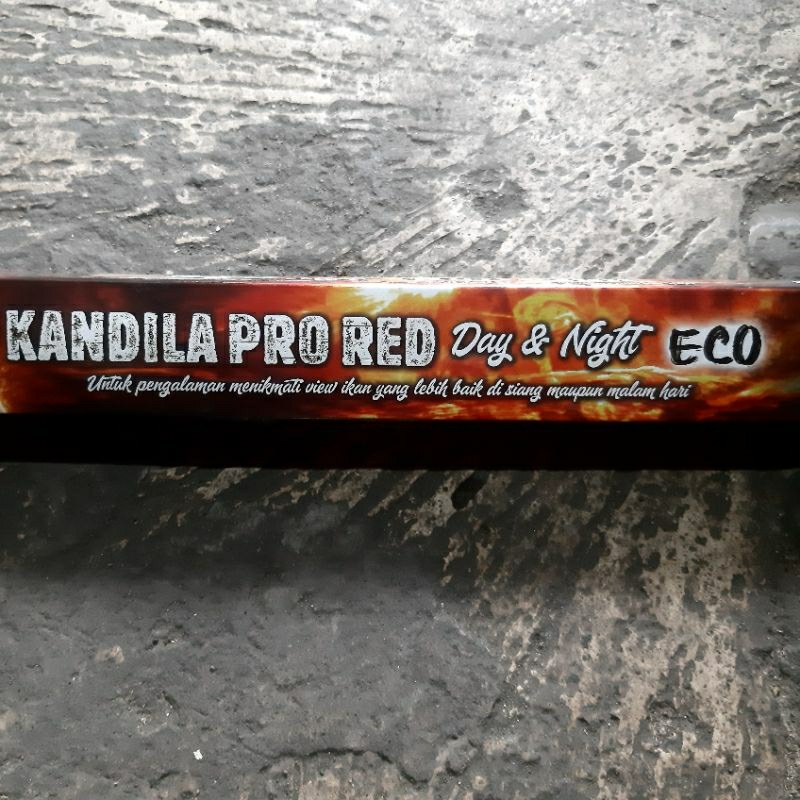 KANDILA PRO RED Day & Night ECO
Untuk pengalaman menikmati view ikan yang lebih baik di siang maupun malam hari